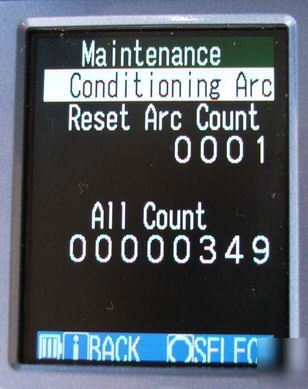 Maintenance
Conditioning Arc
Reset Arc Count
0001
All Count
00000349
i BACK SELEC